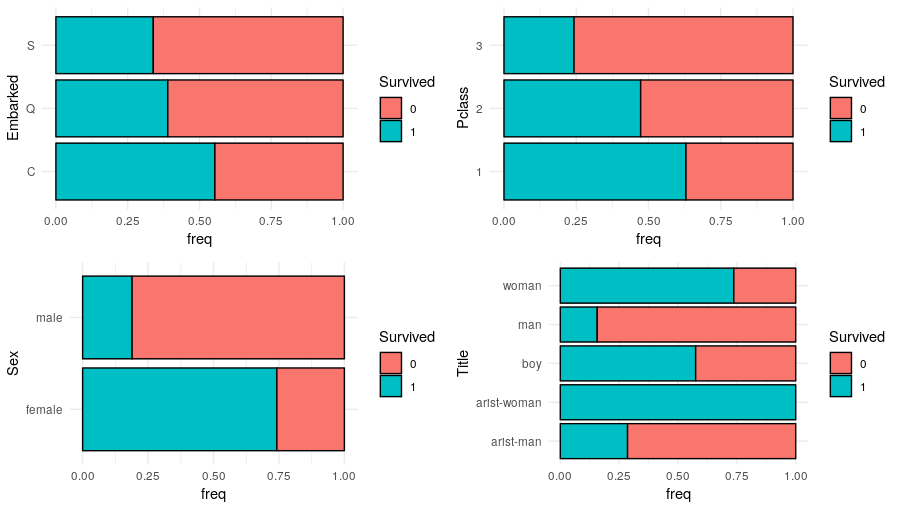 Embarked
S
Q
C
0.00 0.25 0.50 0.75 1.00
freq
Survived
0
1
Pclass
3
2
1
0.00 0.25 0.50 0.75 1.00
freq
Survived
0
1
Sex
male
female
0.00 0.25 0.50 0.75 1.00
freq
Survived
0
1
Title
woman
man
boy
arist-woman
arist-man
0.00 0.25 0.50 0.75 1.00
freq
Survived
0
1